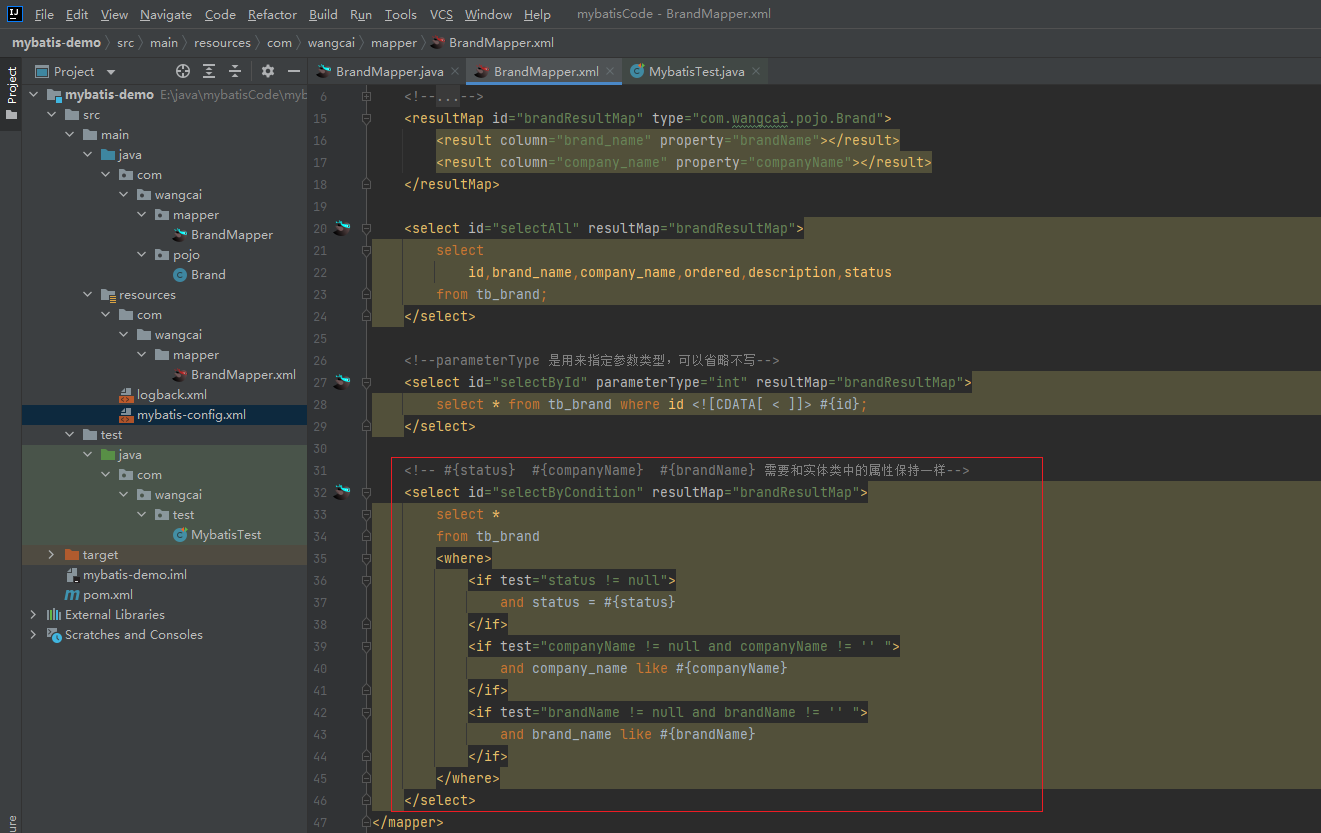 File Edit View Navigate Code Refactor Build Run Tools VCS Window Help mybatisCode - BrandMapper.xml
mybatis-demo src main resources com wangcai mapper BrandMapper.xml
Project
Project
BrandMapper.java
BrandMapper.xml
MybatisTest.java
mybatis-demo E:\java\mybatisCode\myb
src
main
java
com
wangcai
mapper
BrandMapper
pojo
Brand
resources
com
wangcai
mapper
BrandMapper.xml
logback.xml
mybatis-config.xml
test
java
com
wangcai
test
MybatisTest
target
mybatis-demo.iml
pom.xml
External Libraries
Scratches and Consoles
6 <!--...-->
15 <resultMap id="brandResultMap" type="com.wangcai.pojo.Brand">
16 <result column="brand_name" property="brandName"></result>
17 <result column="company_name" property="companyName"></result>
18 </resultMap>
19
20 <select id="selectAll" resultMap="brandResultMap">
21 select
22 id,brand_name,company_name,ordered,description,status
23 from tb_brand;
24 </select>
25
26 <!--parameterType 是用来指定参数类型，可以省略不写-->
27 <select id="selectById" parameterType="int" resultMap="brandResultMap">
28 select * from tb_brand where id <![CDATA[ < ]]> #{id};
29 </select>
30
31 <!-- #{status} #{companyName} #{brandName} 需要和实体类中的属性保持一样-->
32 <select id="selectByCondition" resultMap="brandResultMap">
33 select *
34 from tb_brand
35 <where>
36 <if test="status != null">
37 and status = #{status}
38 </if>
39 <if test="companyName != null and companyName != '' ">
40 and company_name like #{companyName}
41 </if>
42 <if test="brandName != null and brandName != '' ">
43 and brand_name like #{brandName}
44 </if>
45 </where>
46 </select>
47 </mapper>